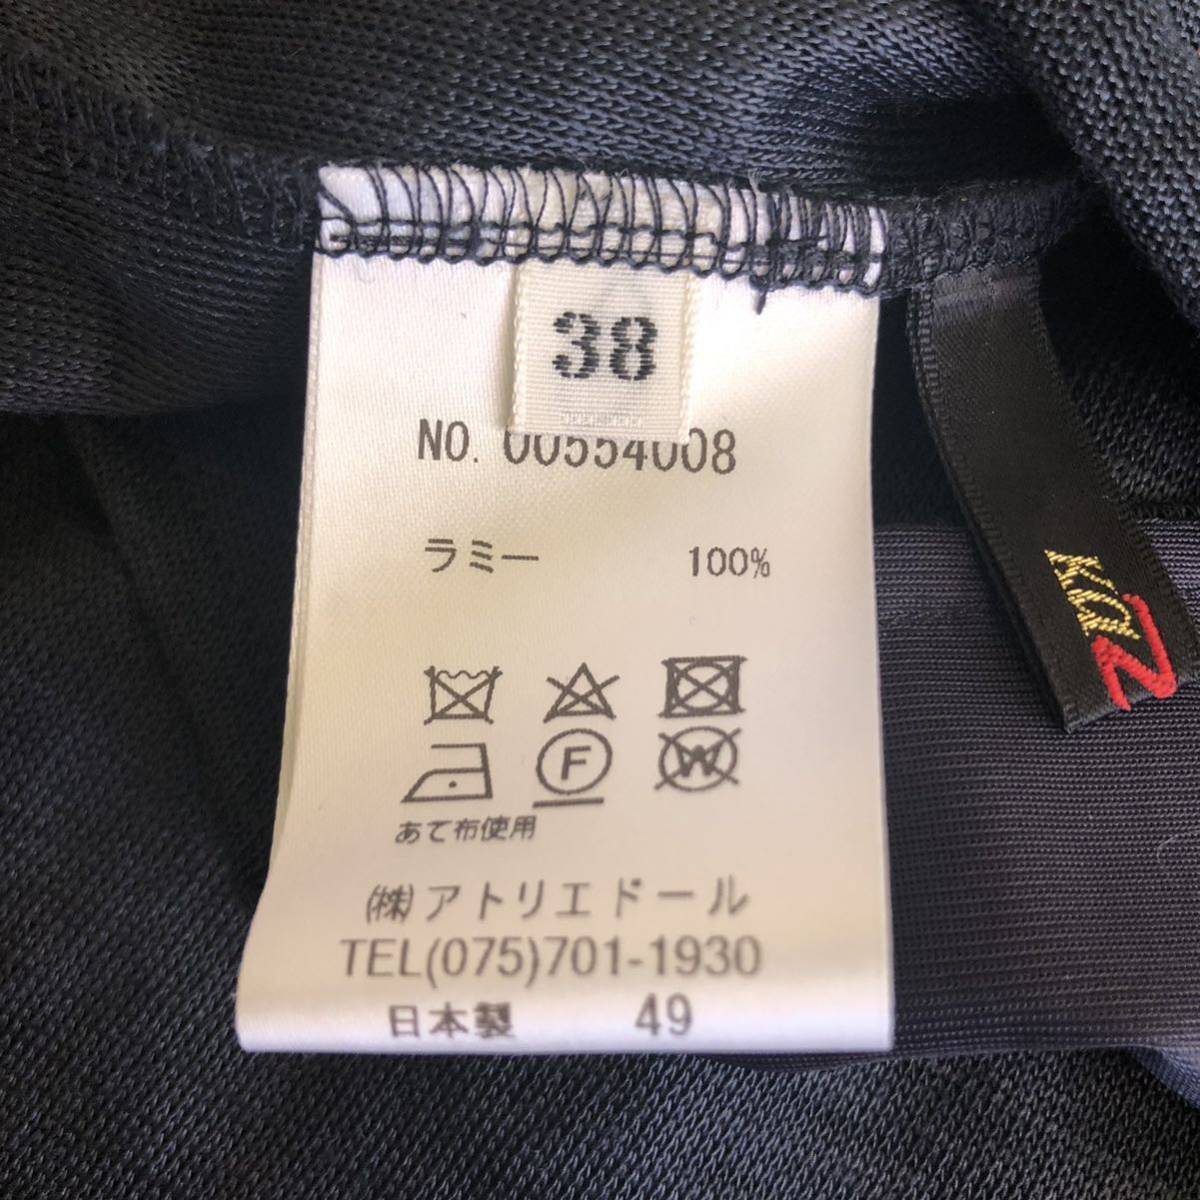 38
NO. 00554008
ラミー 100%
F W
あて布使用
㈱アトリエドール
TEL(075)701-1930
日本製 49